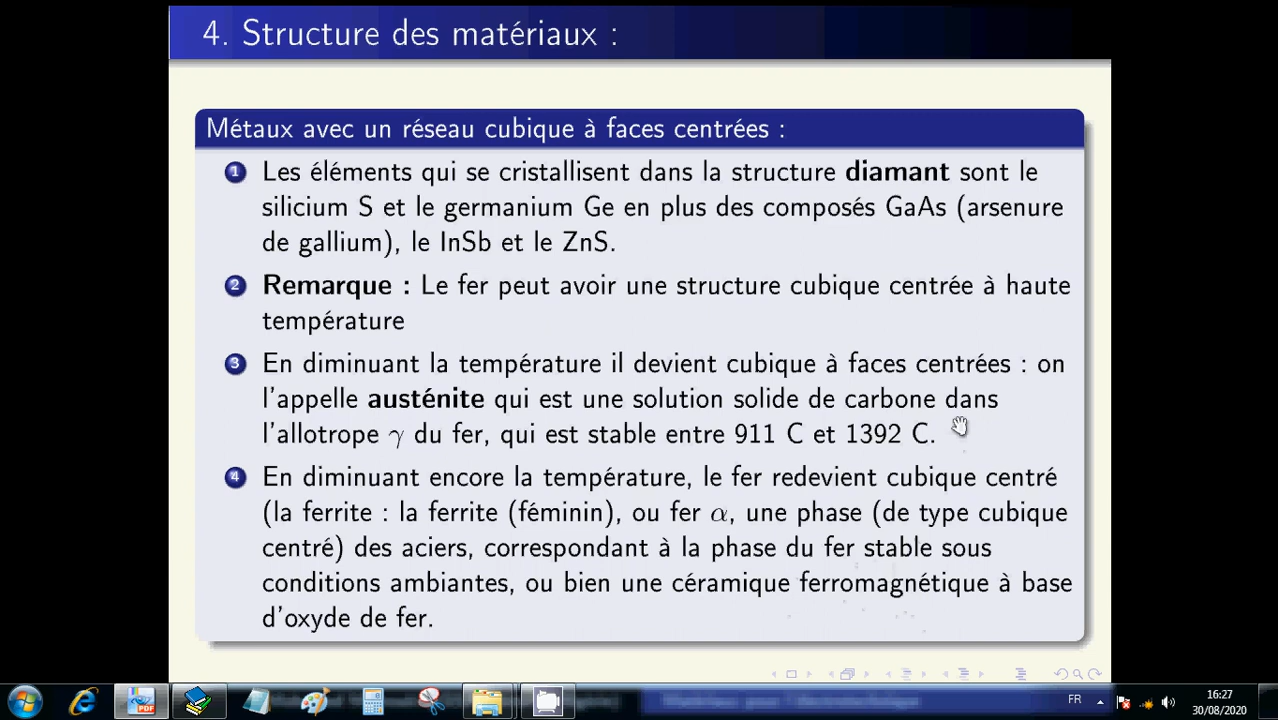 4. Structure des matériaux :
Métaux avec un réseau cubique à faces centrées :
1 Les éléments qui se cristallisent dans la structure diamant sont le
silicium S et le germanium Ge en plus des composés GaAs (arsenure
de gallium), le InSb et le ZnS.
2 Remarque : Le fer peut avoir une structure cubique centrée à haute
température
3 En diminuant la température il devient cubique à faces centrées : on
l'appelle austénite qui est une solution solide de carbone dans
l'allotrope γ du fer, qui est stable entre 911 C et 1392 C.
4 En diminuant encore la température, le fer redevient cubique centré
(la ferrite : la ferrite (féminin), ou fer α, une phase (de type cubique
centré) des aciers, correspondant à la phase du fer stable sous
conditions ambiantes, ou bien une céramique ferromagnétique à base
d'oxyde de fer.
PDF
FR
16:27
30/08/2020